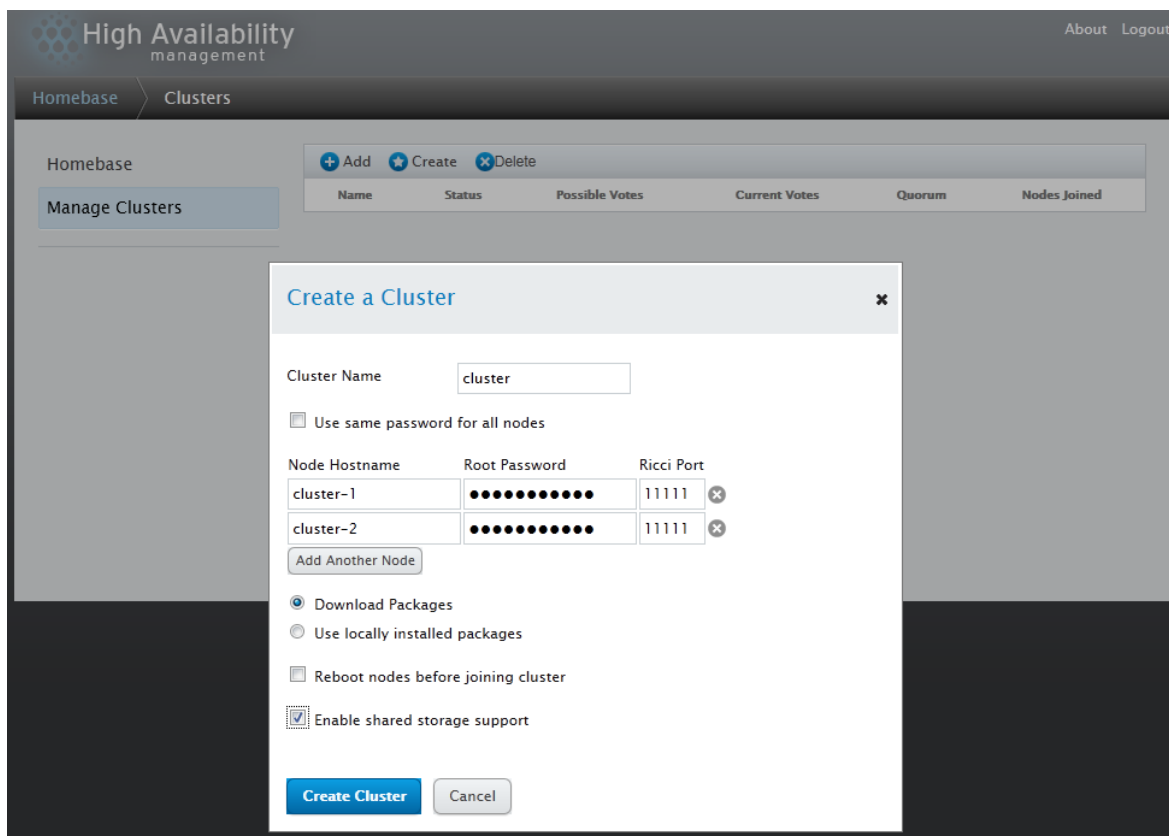 High Availability
management
About Logout
Homebase Clusters
Homebase
Manage Clusters
Add Create Delete
Name Status Possible Votes Current Votes Quorum Nodes Joined
Create a Cluster
Cluster Name cluster
Use same password for all nodes
Node Hostname Root Password Ricci Port
cluster-1 ●●●●●●●●●●● 11111
cluster-2 ●●●●●●●●●●● 11111
Add Another Node
Download Packages
Use locally installed packages
Reboot nodes before joining cluster
Enable shared storage support
Create Cluster Cancel